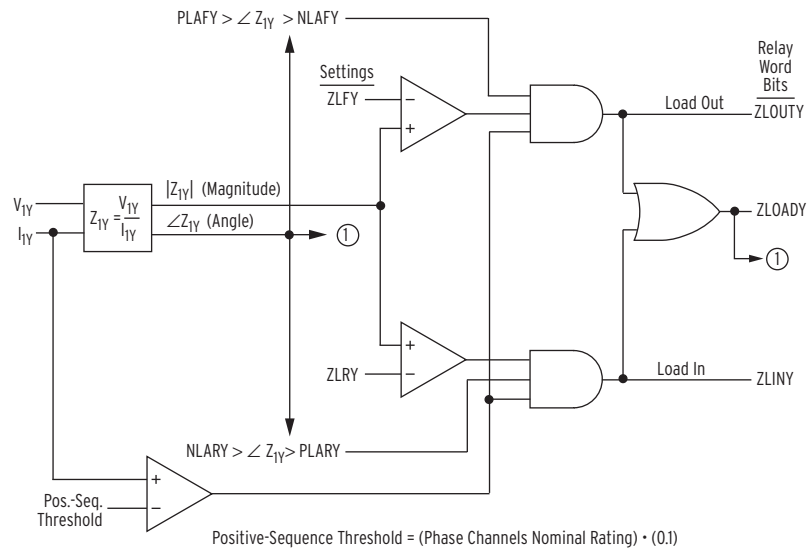 PLAFY > ∠ Z1Y > NLAFY
Settings
ZLFY
−
+
Relay
Word
Bits
Load Out
ZLOUTY
|Z1Y| (Magnitude)
V1Y
I1Y
Z1Y = V1Y
I1Y
∠Z1Y (Angle)
1
ZLOADY
1
+
−
ZLRY
Load In
ZLINY
NLARY > ∠ Z1Y > PLARY
+
−
Pos.-Seq.
Threshold
Positive-Sequence Threshold = (Phase Channels Nominal Rating) • (0.1)